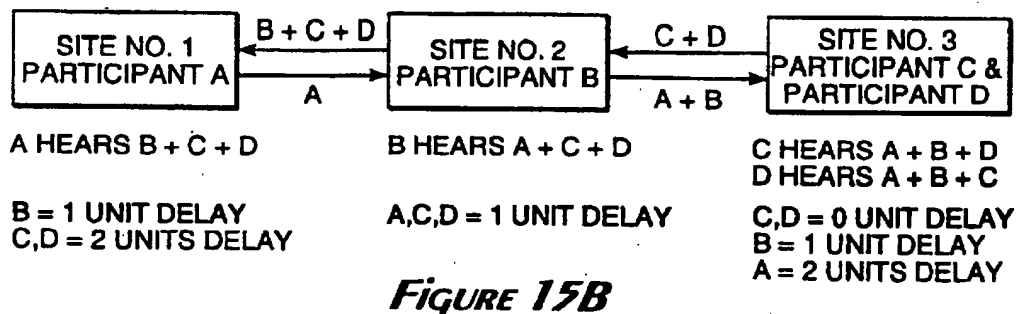 SITE NO. 1
PARTICIPANT A
B + C + D
A
SITE NO. 2
PARTICIPANT B
C + D
A + B
SITE NO. 3
PARTICIPANT C &
PARTICIPANT D
A HEARS B + C + D
B = 1 UNIT DELAY
C,D = 2 UNITS DELAY
B HEARS A + C + D
A,C,D = 1 UNIT DELAY
C HEARS A + B + D
D HEARS A + B + C
C,D = 0 UNIT DELAY
B = 1 UNIT DELAY
A = 2 UNITS DELAY
FIGURE 15B